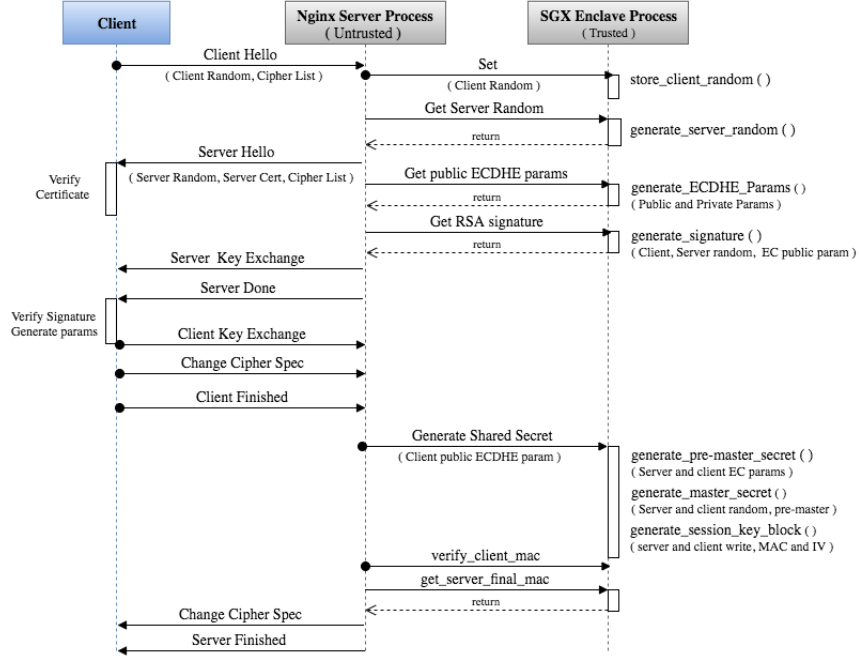 Client
Nginx Server Process
( Untrusted )
SGX Enclave Process
( Trusted )
Client Hello
( Client Random, Cipher List )
Set
( Client Random )
store_client_random ( )
Get Server Random
generate_server_random ( )
return
Server Hello
( Server Random, Server Cert, Cipher List )
Verify
Certificate
Get public ECDHE params
generate_ECDHE_Params ( )
( Public and Private Params )
return
Get RSA signature
generate_signature ( )
( Client, Server random, EC public param )
return
Server Key Exchange
Server Done
Verify Signature
Generate params
Client Key Exchange
Change Cipher Spec
Client Finished
Generate Shared Secret
( Client public ECDHE param )
generate_pre-master_secret ( )
( Server and client EC params )
generate_master_secret ( )
( Server and client random, pre-master )
generate_session_key_block ( )
( server and client write, MAC and IV )
verify_client_mac
get_server_final_mac
return
Change Cipher Spec
Server Finished